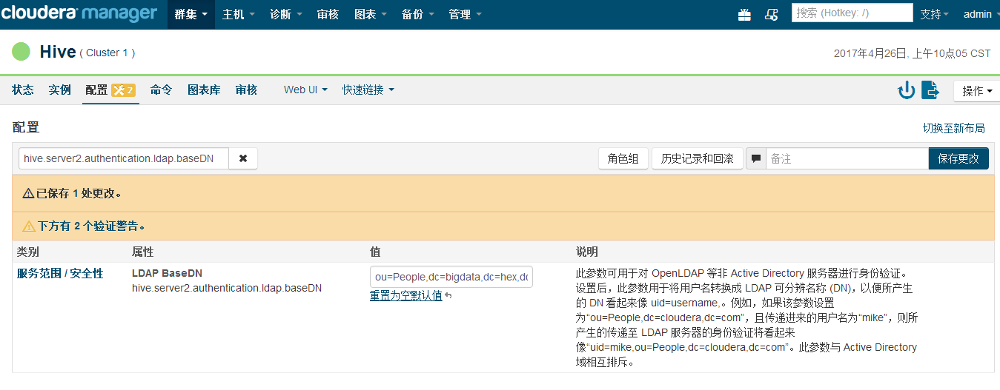 cloudera manager 群集 主机 诊断 审核 图表 备份 管理 搜索 (Hotkey: /) 支持 admin
Hive ( Cluster 1 ) 2017年4月26日, 上午10点05 CST
状态 实例 配置 2 命令 图表库 审核 Web UI 快速链接 操作
配置 切换至新布局
hive.server2.authentication.ldap.baseDN 角色组 历史记录和回滚 备注 保存更改
已保存 1 处更改。
下方有 2 个验证警告。
类别 属性 值 说明
服务范围 / 安全性 LDAP BaseDN
hive.server2.authentication.ldap.baseDN
ou=People,dc=bigdata,dc=hex,dc
重置为空默认值
此参数可用于对 OpenLDAP 等非 Active Directory 服务器进行身份验证。
设置后，此参数用于将用户名转换成 LDAP 可分辨名称 (DN)，以便所产生
的 DN 看起来像 uid=username,。例如，如果该参数设置
为“ou=People,dc=cloudera,dc=com”，且传递进来的用户名为“mike”，则所
产生的传递至 LDAP 服务器的身份验证将看起来
像“uid=mike,ou=People,dc=cloudera,dc=com”。此参数与 Active Directory
域相互排斥。